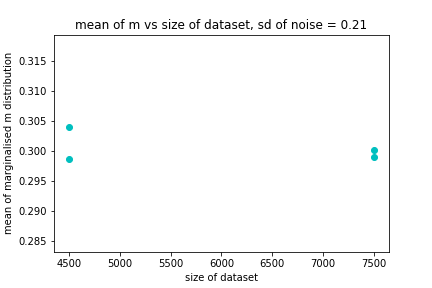 mean of m vs size of dataset, sd of noise = 0.21
mean of marginalised m distribution
0.315
0.310
0.305
0.300
0.295
0.290
0.285
4500 5000 5500 6000 6500 7000 7500
size of dataset